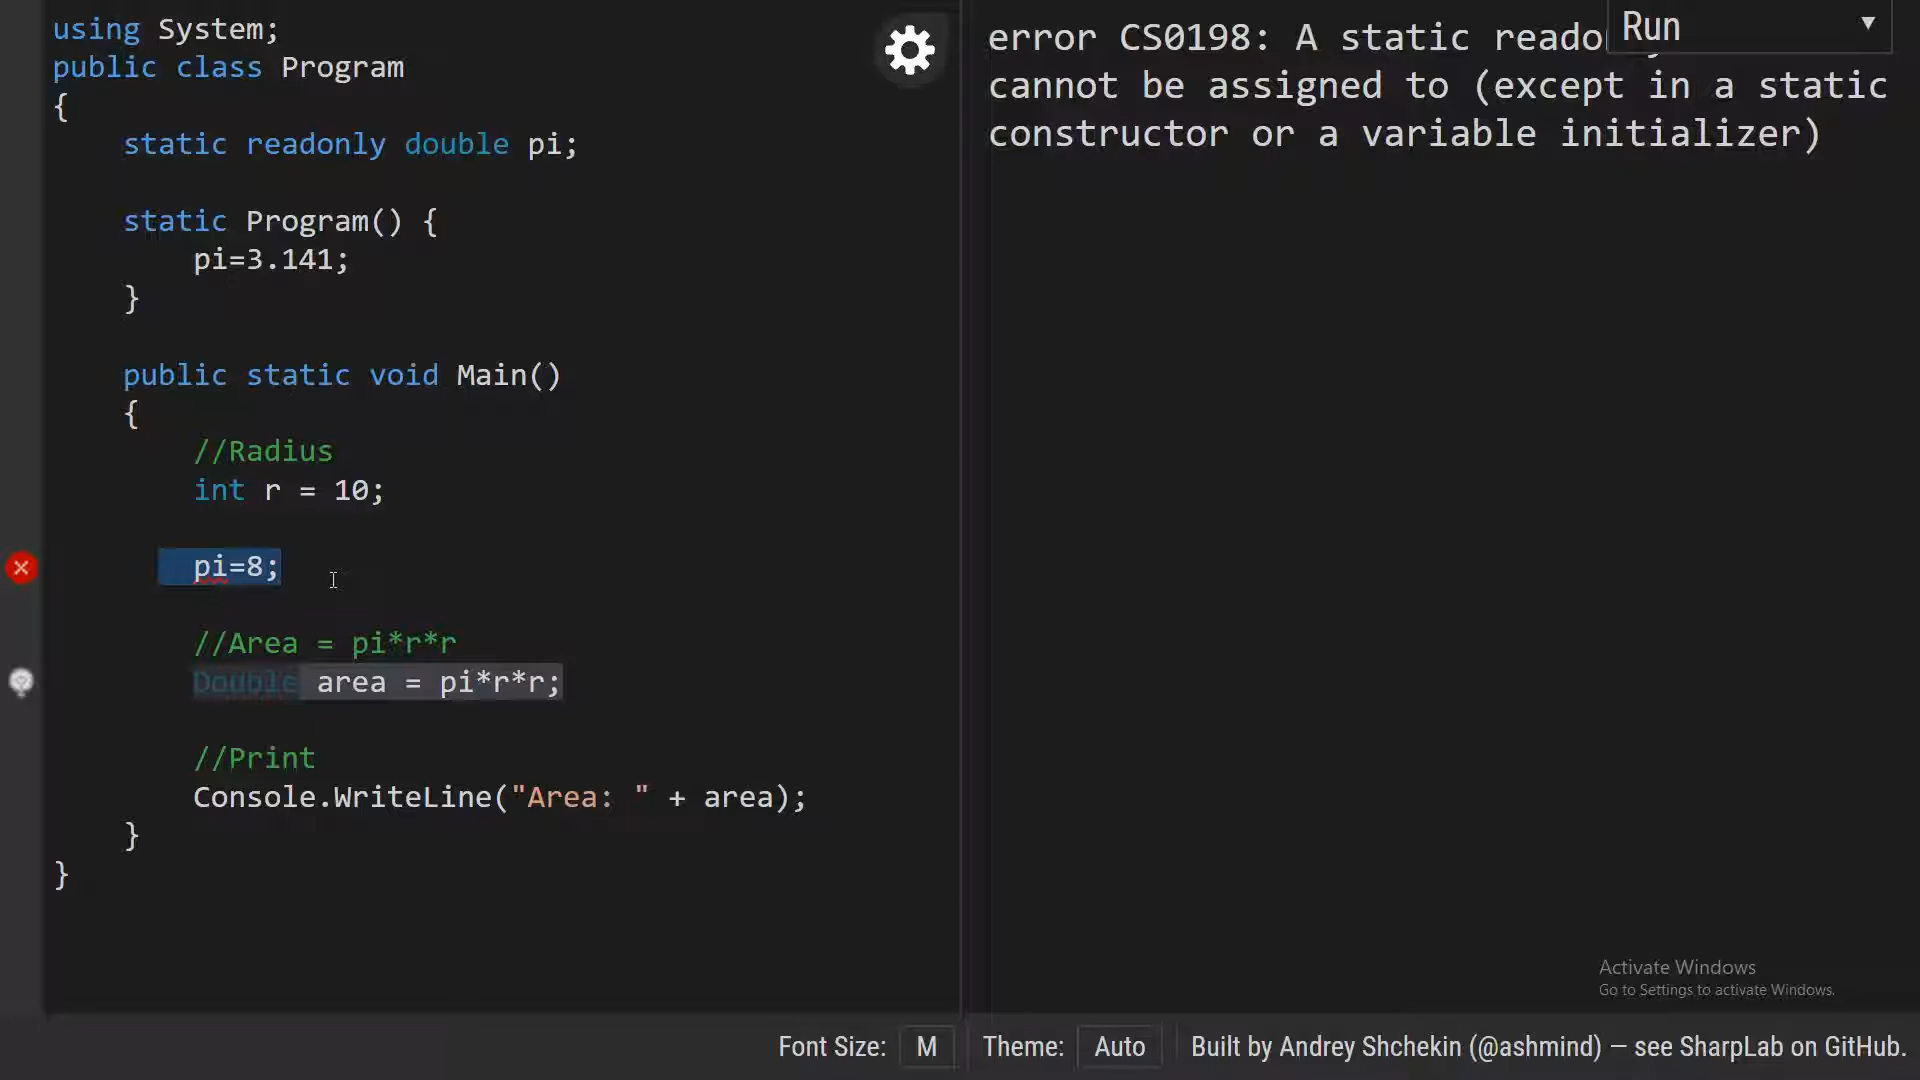 using System;
public class Program
{
static readonly double pi;
static Program() {
pi=3.141;
}
public static void Main()
{
//Radius
int r = 10;
pi=8;
//Area = pi*r*r
Double area = pi*r*r;
//Print
Console.WriteLine("Area: " + area);
}
}
error CS0198: A static
cannot be assigned to (except in a static
constructor or a variable initializer)
Run
Activate Windows
Go to Settings to activate Windows.
Font Size: M
Theme: Auto
Built by Andrey Shchekin (@ashmind) — see SharpLab on GitHub.